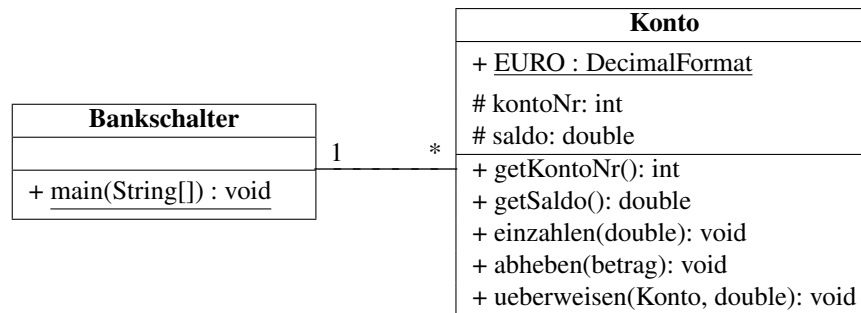 Bankschalter
+ main(String[]) : void
1
*
Konto
+ EURO : DecimalFormat
# kontoNr: int
# saldo: double
+ getKontoNr(): int
+ getSaldo(): double
+ einzahlen(double): void
+ abheben(betrag): void
+ ueberweisen(Konto, double): void